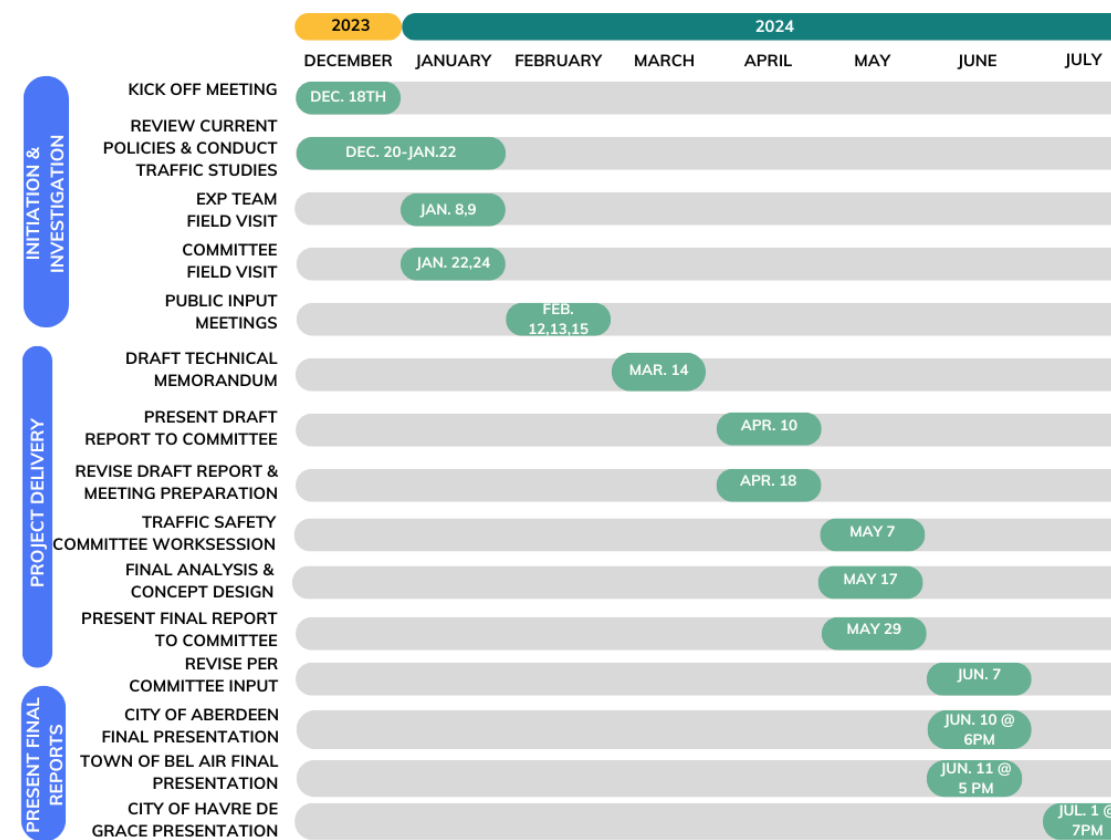 2023
2024
DECEMBER
JANUARY
FEBRUARY
MARCH
APRIL
MAY
JUNE
JULY
INITIATION &
INVESTIGATION
KICK OFF MEETING
DEC. 18TH
REVIEW CURRENT
POLICIES & CONDUCT
TRAFFIC STUDIES
DEC. 20-JAN.22
EXP TEAM
FIELD VISIT
JAN. 8,9
COMMITTEE
FIELD VISIT
JAN. 22,24
PUBLIC INPUT
MEETINGS
FEB.
12,13,15
PROJECT DELIVERY
DRAFT TECHNICAL
MEMORANDUM
MAR. 14
PRESENT DRAFT
REPORT TO COMMITTEE
APR. 10
REVISE DRAFT REPORT &
MEETING PREPARATION
APR. 18
TRAFFIC SAFETY
COMMITTEE WORKSESSION
MAY 7
FINAL ANALYSIS &
CONCEPT DESIGN
MAY 17
PRESENT FINAL REPORT
TO COMMITTEE
MAY 29
REVISE PER
COMMITTEE INPUT
JUN. 7
PRESENT FINAL
REPORTS
CITY OF ABERDEEN
FINAL PRESENTATION
JUN. 10 @
6PM
TOWN OF BEL AIR FINAL
PRESENTATION
JUN. 11 @
5 PM
CITY OF HAVRE DE
GRACE PRESENTATION
JUL. 1 @
7PM